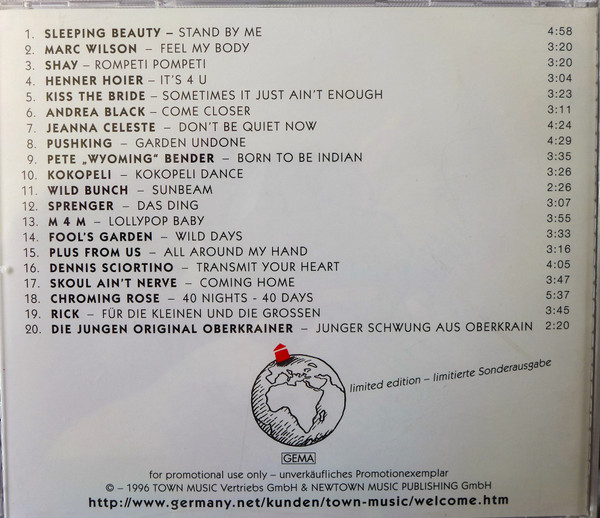 1. SLEEPING BEAUTY – STAND BY ME 4:58
2. MARC WILSON – FEEL MY BODY 3:20
3. SHAY – ROMPETI POMPETI 3:20
4. HENNER HOIER – IT'S 4 U 3:04
5. KISS THE BRIDE – SOMETIMES IT JUST AIN'T ENOUGH 3:23
6. ANDREA BLACK – COME CLOSER 3:11
7. JEANNA CELESTE – DON'T BE QUIET NOW 4:24
8. PUSHKING – GARDEN UNDONE 4:29
9. PETE „WYOMING" BENDER – BORN TO BE INDIAN 3:35
10. KOKOPELI – KOKOPELI DANCE 3:26
11. WILD BUNCH – SUNBEAM 2:26
12. SPRENGER – DAS DING 3:07
13. M 4 M – LOLLYPOP BABY 3:55
14. FOOL'S GARDEN – WILD DAYS 3:33
15. PLUS FROM US – ALL AROUND MY HAND 3:16
16. DENNIS SCIORTINO – TRANSMIT YOUR HEART 4:05
17. SKOUL AIN'T NERVE – COMING HOME 3:47
18. CHROMING ROSE – 40 NIGHTS - 40 DAYS 5:37
19. RICK – FÜR DIE KLEINEN UND DIE GROSSEN 3:45
20. DIE JUNGEN ORIGINAL OBERKRAINER – JUNGER SCHWUNG AUS OBERKRAIN 2:20
limited edition – limitierte Sonderausgabe
GEMA
for promotional use only – unverkäufliches Promotionexemplar
© – 1996 TOWN MUSIC Vertriebs GmbH & NEWTOWN MUSIC PUBLISHING GmbH
http://www.germany.net/kunden/town-music/welcome.htm